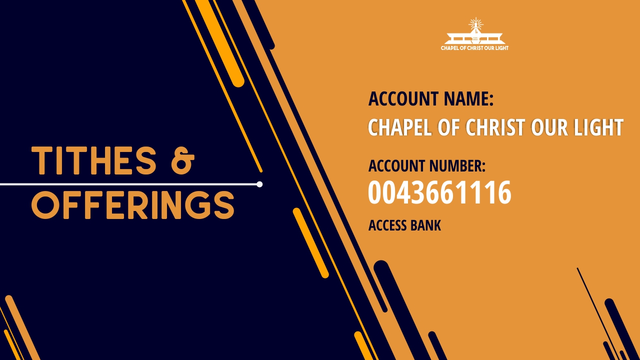 CHAPEL OF CHRIST OUR LIGHT
TITHES &
OFFERINGS
ACCOUNT NAME:
CHAPEL OF CHRIST OUR LIGHT
ACCOUNT NUMBER:
0043661116
ACCESS BANK